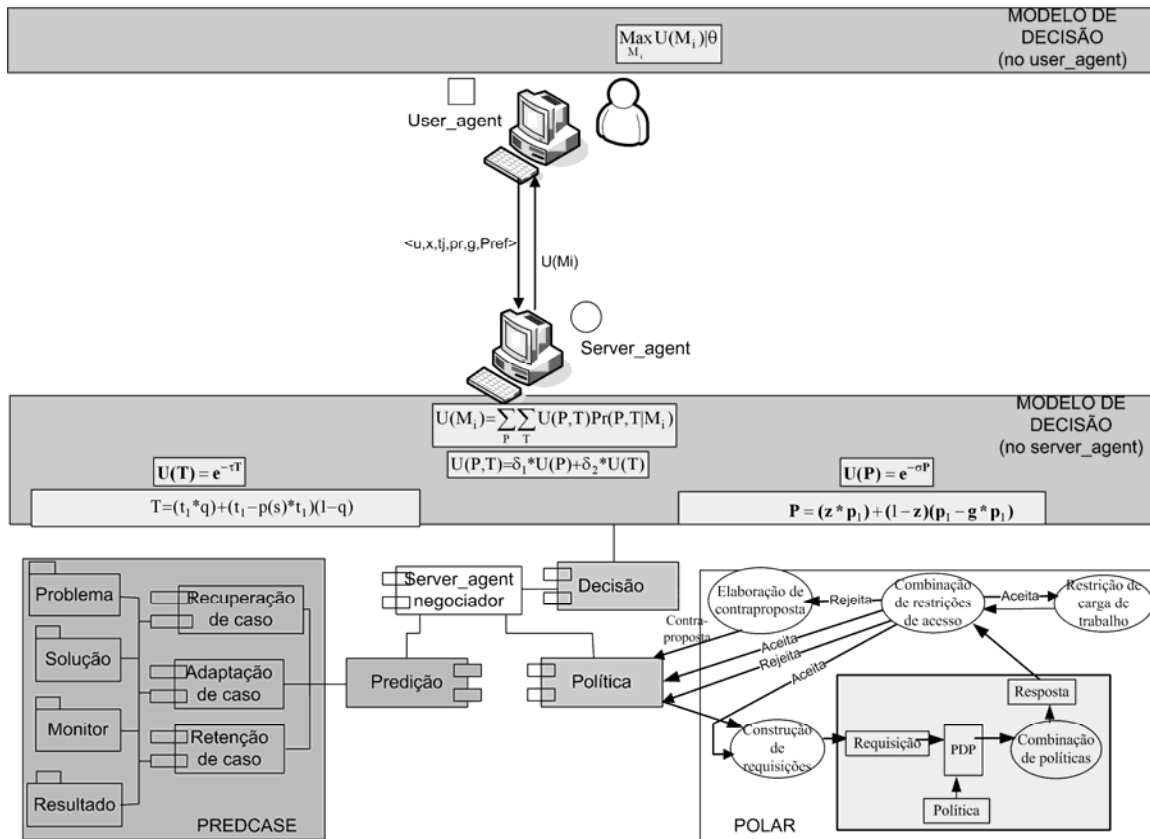 MODELO DE
DECISÃO
(no user_agent)
Max U(Mᵢ)|θ
Mᵢ
User_agent
<u,x,tj,pr,g,Pref>
U(Mi)
Server_agent
MODELO DE
DECISÃO
(no server_agent)
U(Mᵢ)=∑∑U(P,T)Pr(P,T|Mᵢ)
P T
U(P,T)=δ₁*U(P)+δ₂*U(T)
U(T) = e^(−τT)
U(P) = e^(−σP)
T=(t₁*q)+(t₁−p(s)*t₁)(1−q)
P = (z*p₁)+(1−z)(p₁−g*p₁)
Problema
Solução
Monitor
Resultado
Recuperação
de caso
Adaptação
de caso
Retenção
de caso
PREDCASE
Server_agent
negociador
Decisão
Predição
Política
Elaboração de
contraproposta
Rejeita
Combinação
de restrições
de acesso
Aceita
Restrição de
carga de
trabalho
Contra-
proposta
Aceita
Rejeita
Aceita
Construção
de
requisições
Requisição
PDP
Resposta
Combinação
de políticas
Política
POLAR